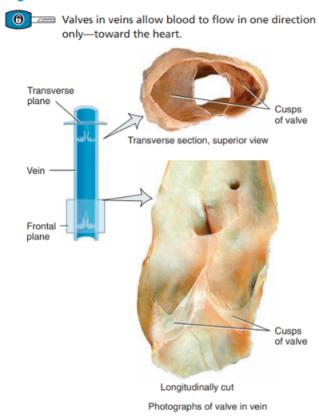 Valves in veins allow blood to flow in one direction
only—toward the heart.
Transverse
plane
Cusps
of valve
Transverse section, superior view
Vein
Frontal
plane
Cusps
of valve
Longitudinally cut
Photographs of valve in vein